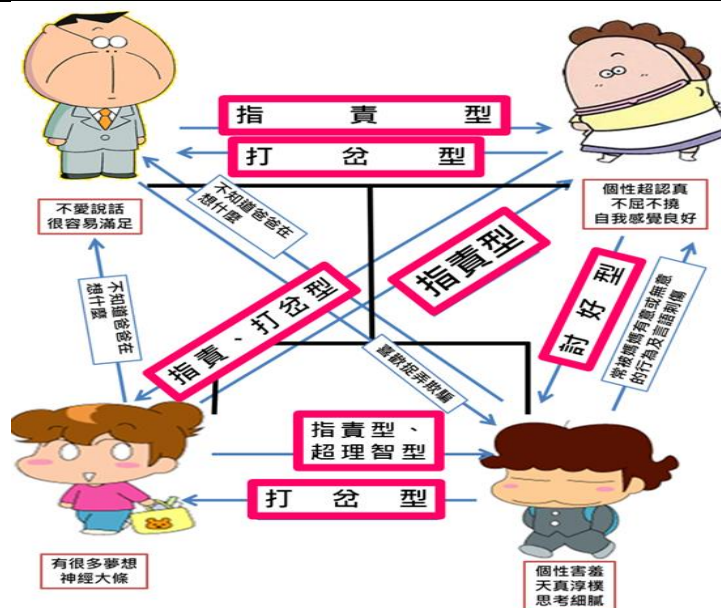 指責型
打岔型
不愛說話
很容易滿足
不知道爸爸在
想什麼
個性超認真
不屈不撓
自我感覺良好
指責型
指責、打岔型
討好型
常被媽媽有意或無意
的行為及言語刺傷
不知道爸爸在
想什麼
喜歡捉弄欺騙
指責型、
超理智型
打岔型
有很多夢想
神經大條
個性害羞
天真淳樸
思考細膩